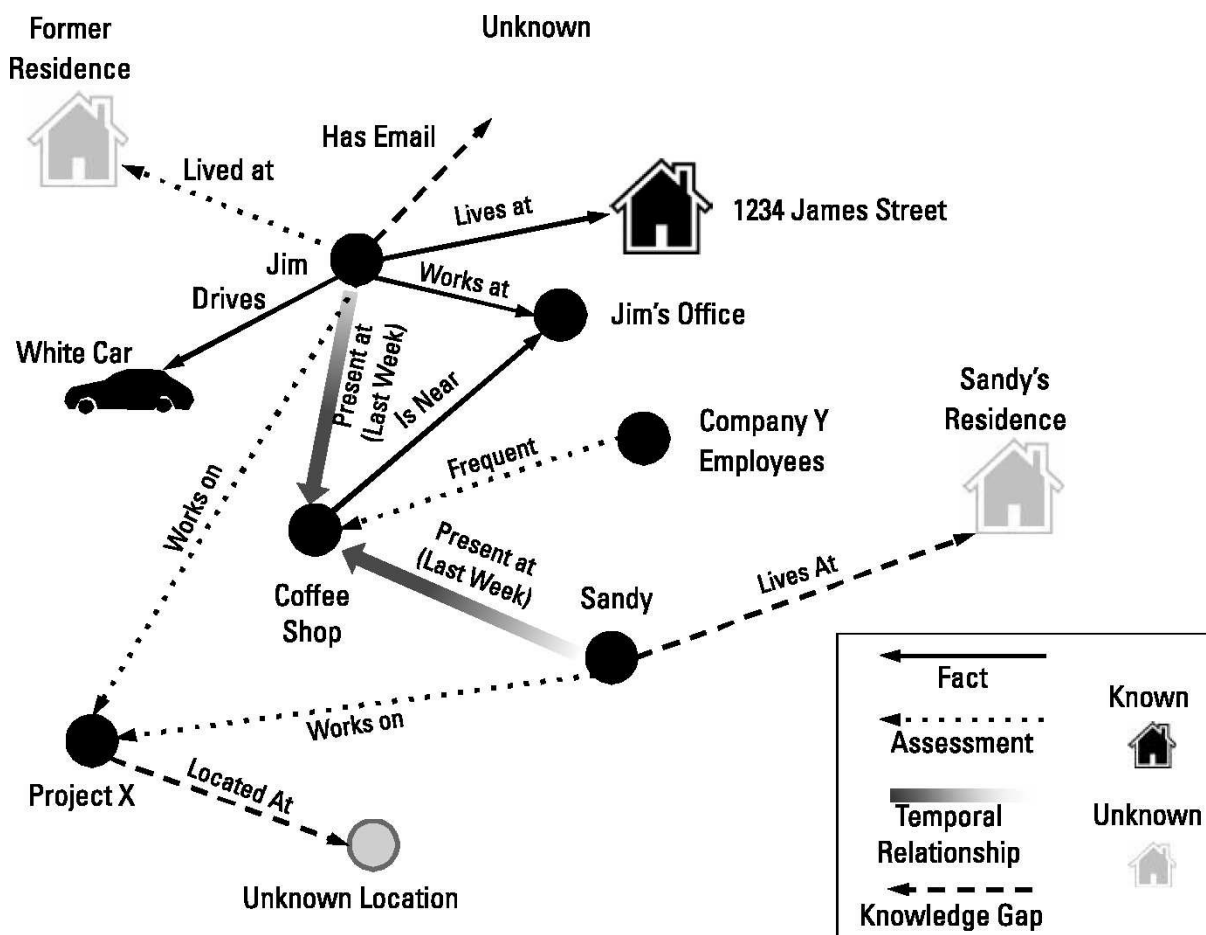 Former
Residence
Unknown
Has Email
Lived at
Lives at
1234 James Street
Jim
Works at
Drives
Jim's Office
White Car
Present at
(Last Week)
Is Near
Sandy's
Residence
Company Y
Employees
Frequent
Works on
Present at
(Last Week)
Lives At
Coffee
Shop
Sandy
Works on
Project X
Located At
Unknown Location
Fact
Known
Assessment
Temporal
Relationship
Unknown
Knowledge Gap